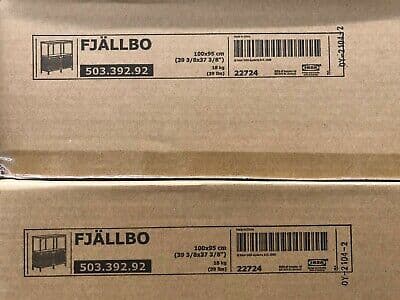 FJÄLLBO
503.392.92
100x95 cm
(39 3/8x37 3/8")
18 kg
(39 lbs)
22724
IKEA
OY-2104-2
FJÄLLBO
503.392.92
100x95 cm
(39 3/8x37 3/8")
18 kg
(39 lbs)
22724
IKEA
OY-2104-2